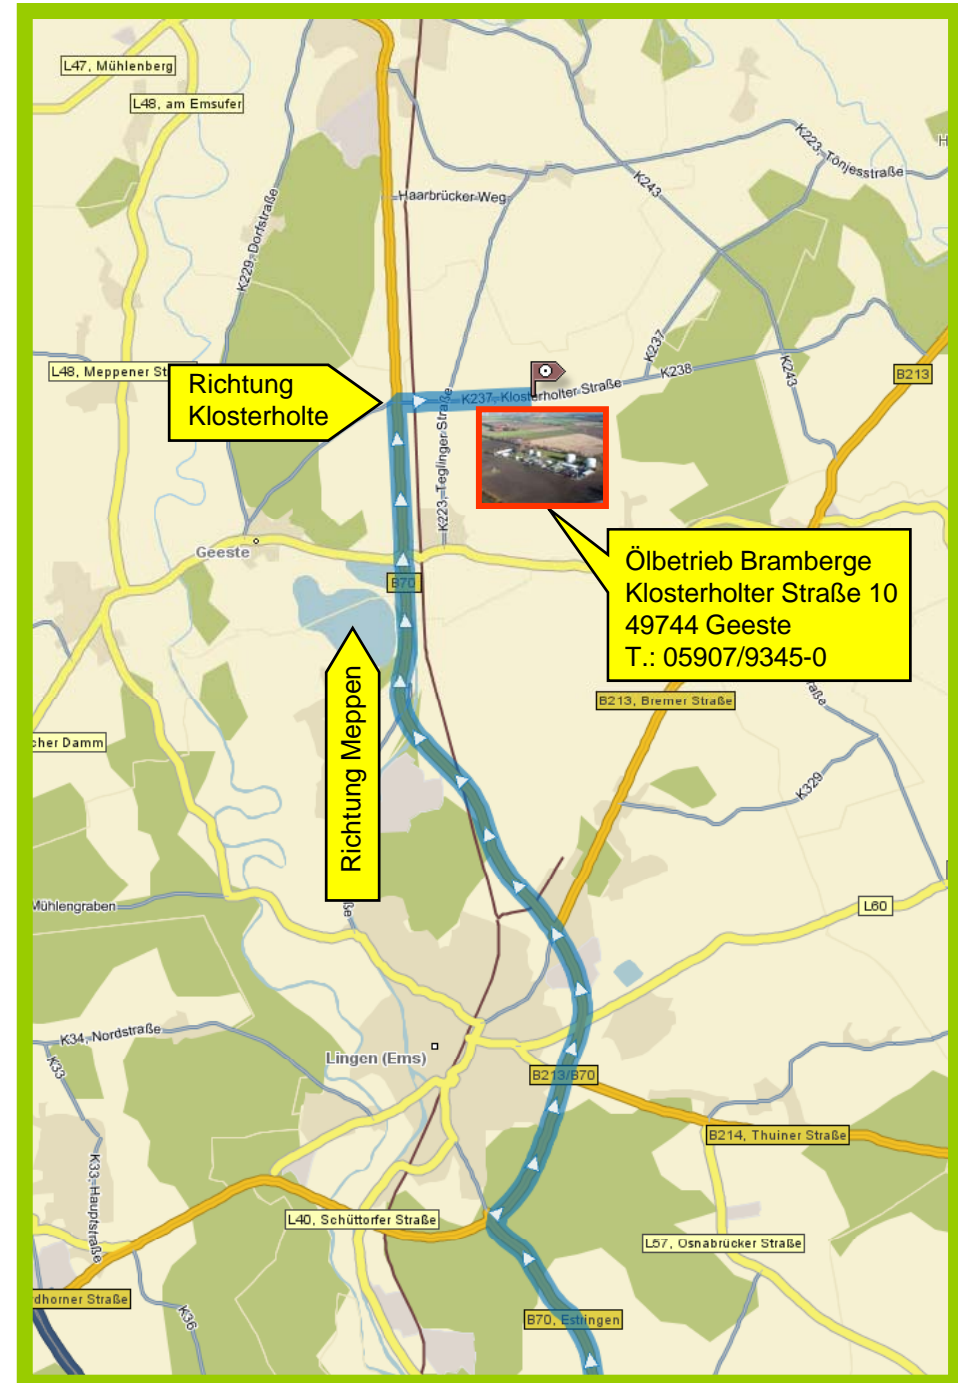 L47, Mühlenberg
L48, am Emsufer
K223, Tönjesstraße
H
K243
Haarbrücker-Weg
K229, Dorfstraße
K237
K243
L48, Meppener St
Richtung
Klosterholte
K238
B213
K237, Klosterholter-Straße
K223, Teglinger-Straße
Geeste
B70
Ölbetrieb Bramberge
Klosterholter Straße 10
49744 Geeste
T.: 05907/9345-0
Richtung Meppen
raße
B213, Bremer Straße
cher Damm
K329
Mühlengraben
ße
L60
K34, Nordstraße
K33
Lingen (Ems)
B213/B70
B214, Thuiner Straße
K33, Hauptstraße
L40, Schüttorfer Straße
L57, Osnabrücker Straße
dhorner Straße
K36
B70, Estringen